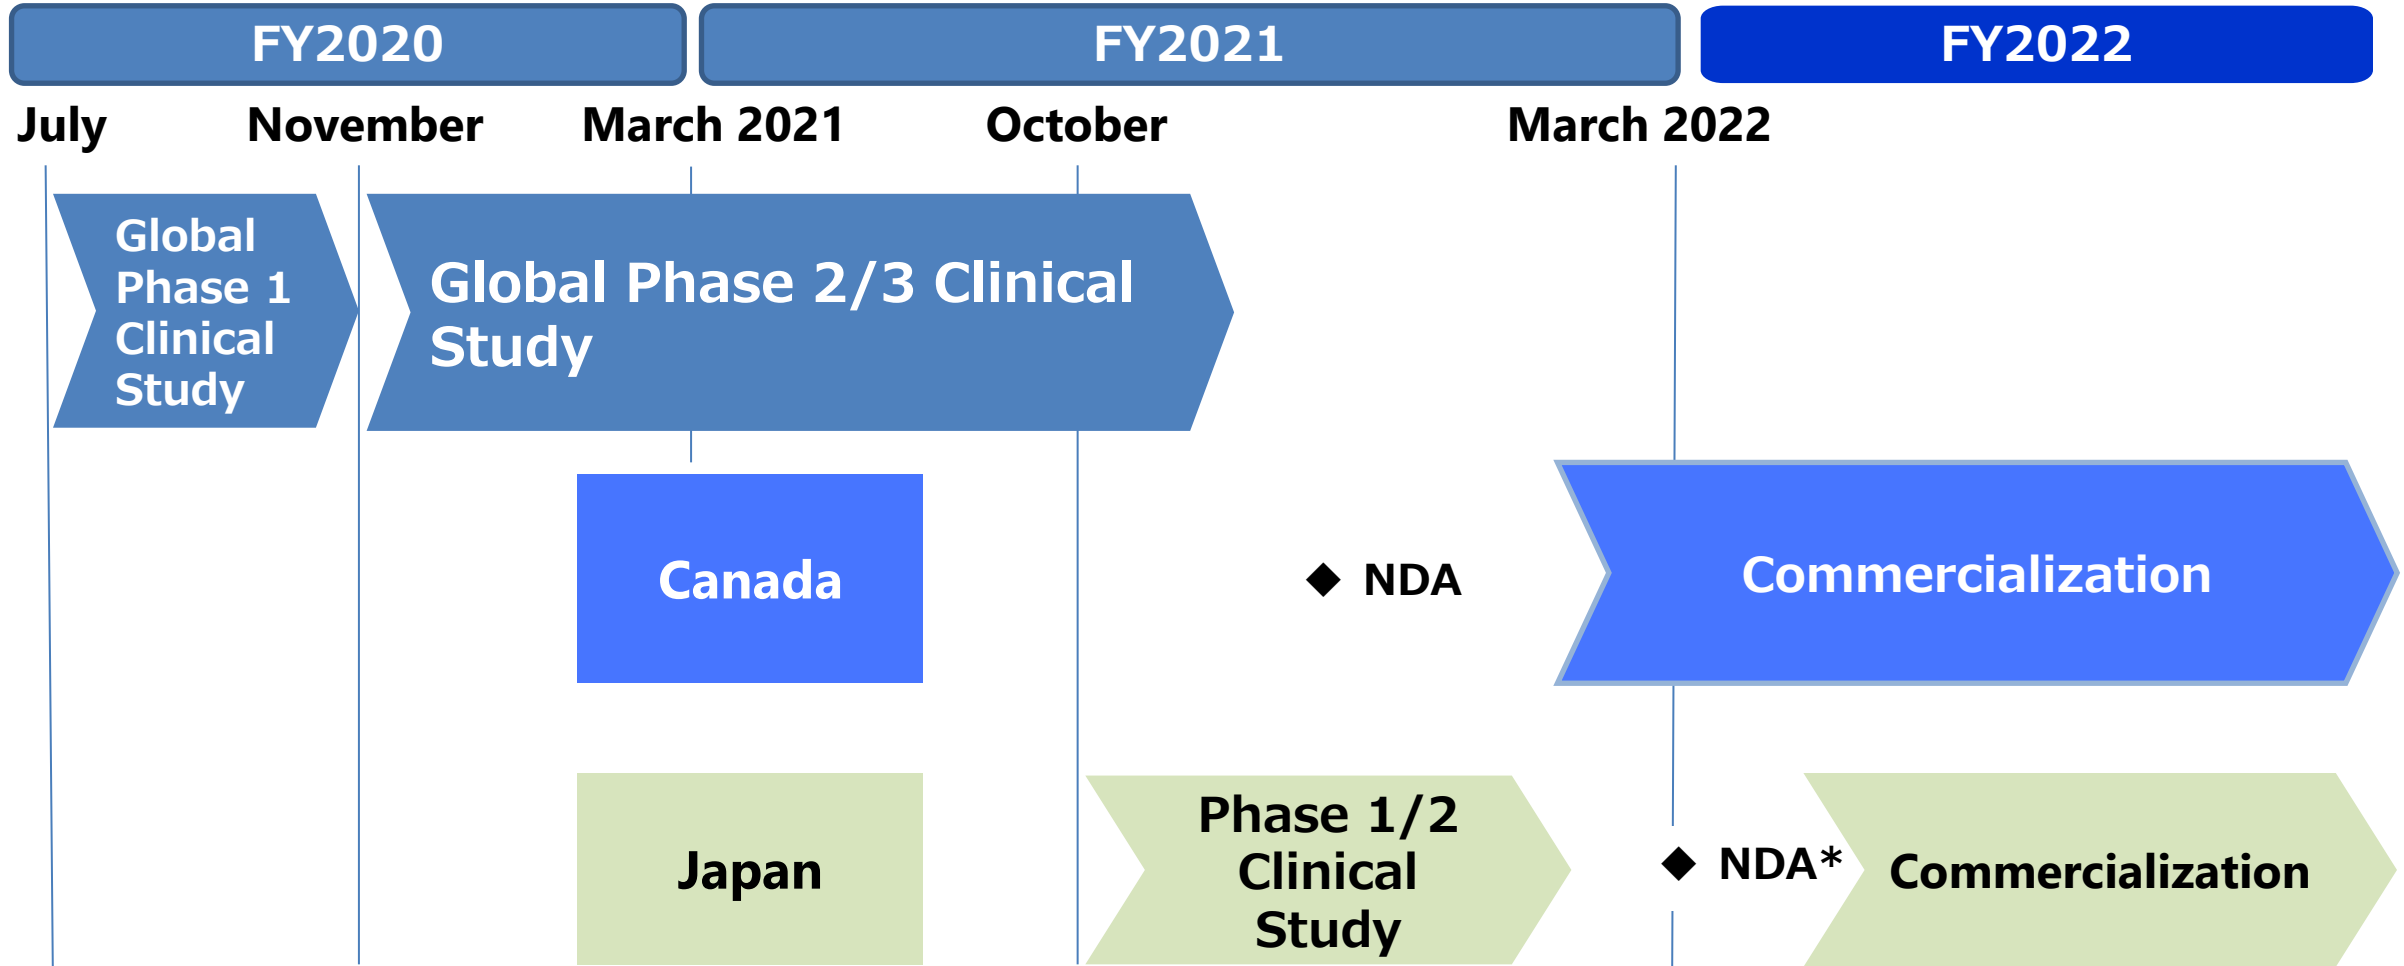 FY2020
FY2021
FY2022
July
November
March 2021
October
March 2022
Global
Phase 1
Clinical
Study
Global Phase 2/3 Clinical
Study
Canada
◆ NDA
Commercialization
Japan
Phase 1/2
Clinical
Study
◆ NDA*
Commercialization